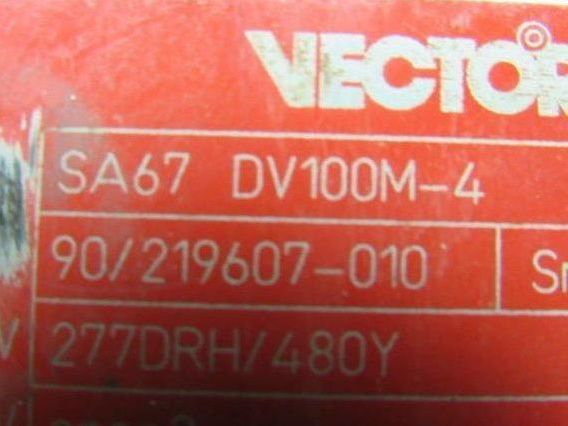 VECTOR
SA67 DV100M-4
90/219607-010
V 277DRH/480Y